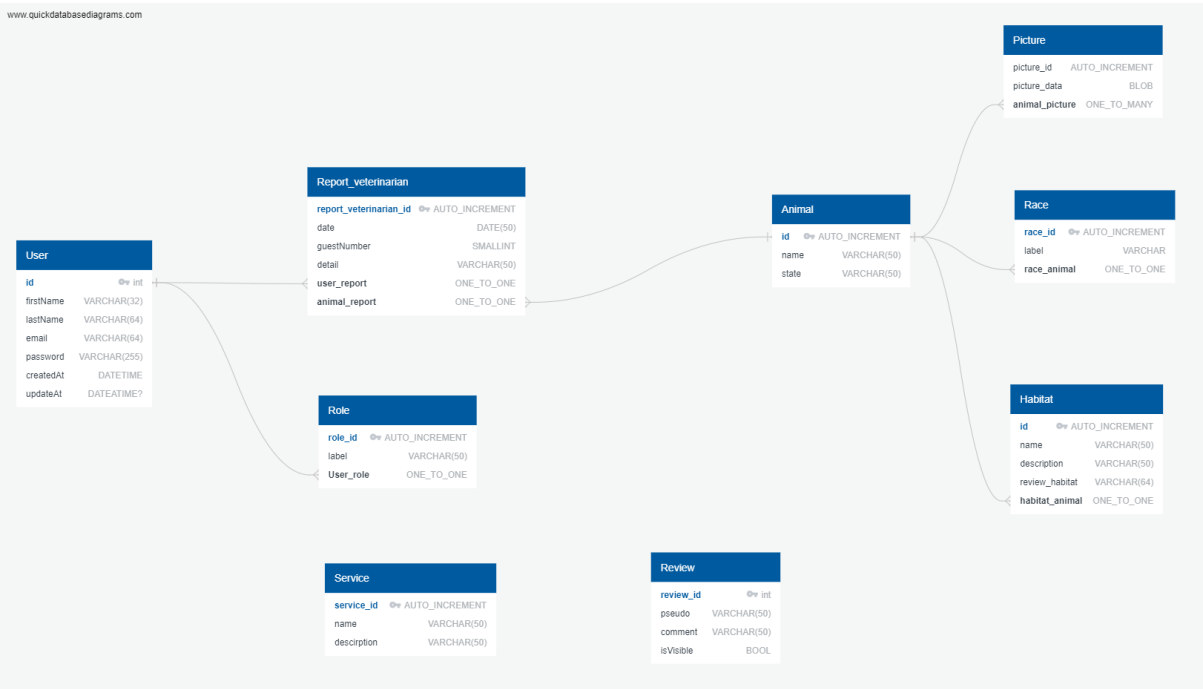 www.quickdatabasediagrams.com
Picture
picture_id AUTO_INCREMENT
picture_data BLOB
animal_picture ONE_TO_MANY
Report_veterinarian
report_veterinarian_id AUTO_INCREMENT
date DATE(50)
guestNumber SMALLINT
detail VARCHAR(50)
user_report ONE_TO_ONE
animal_report ONE_TO_ONE
Animal
id AUTO_INCREMENT
name VARCHAR(50)
state VARCHAR(50)
Race
race_id AUTO_INCREMENT
label VARCHAR
race_animal ONE_TO_ONE
User
id int
firstName VARCHAR(32)
lastName VARCHAR(64)
email VARCHAR(64)
password VARCHAR(255)
createdAt DATETIME
updateAt DATEATIME?
Role
role_id AUTO_INCREMENT
label VARCHAR(50)
User_role ONE_TO_ONE
Habitat
id AUTO_INCREMENT
name VARCHAR(50)
description VARCHAR(50)
review_habitat VARCHAR(64)
habitat_animal ONE_TO_ONE
Service
service_id AUTO_INCREMENT
name VARCHAR(50)
descirption VARCHAR(50)
Review
review_id int
pseudo VARCHAR(50)
comment VARCHAR(50)
isVisible BOOL